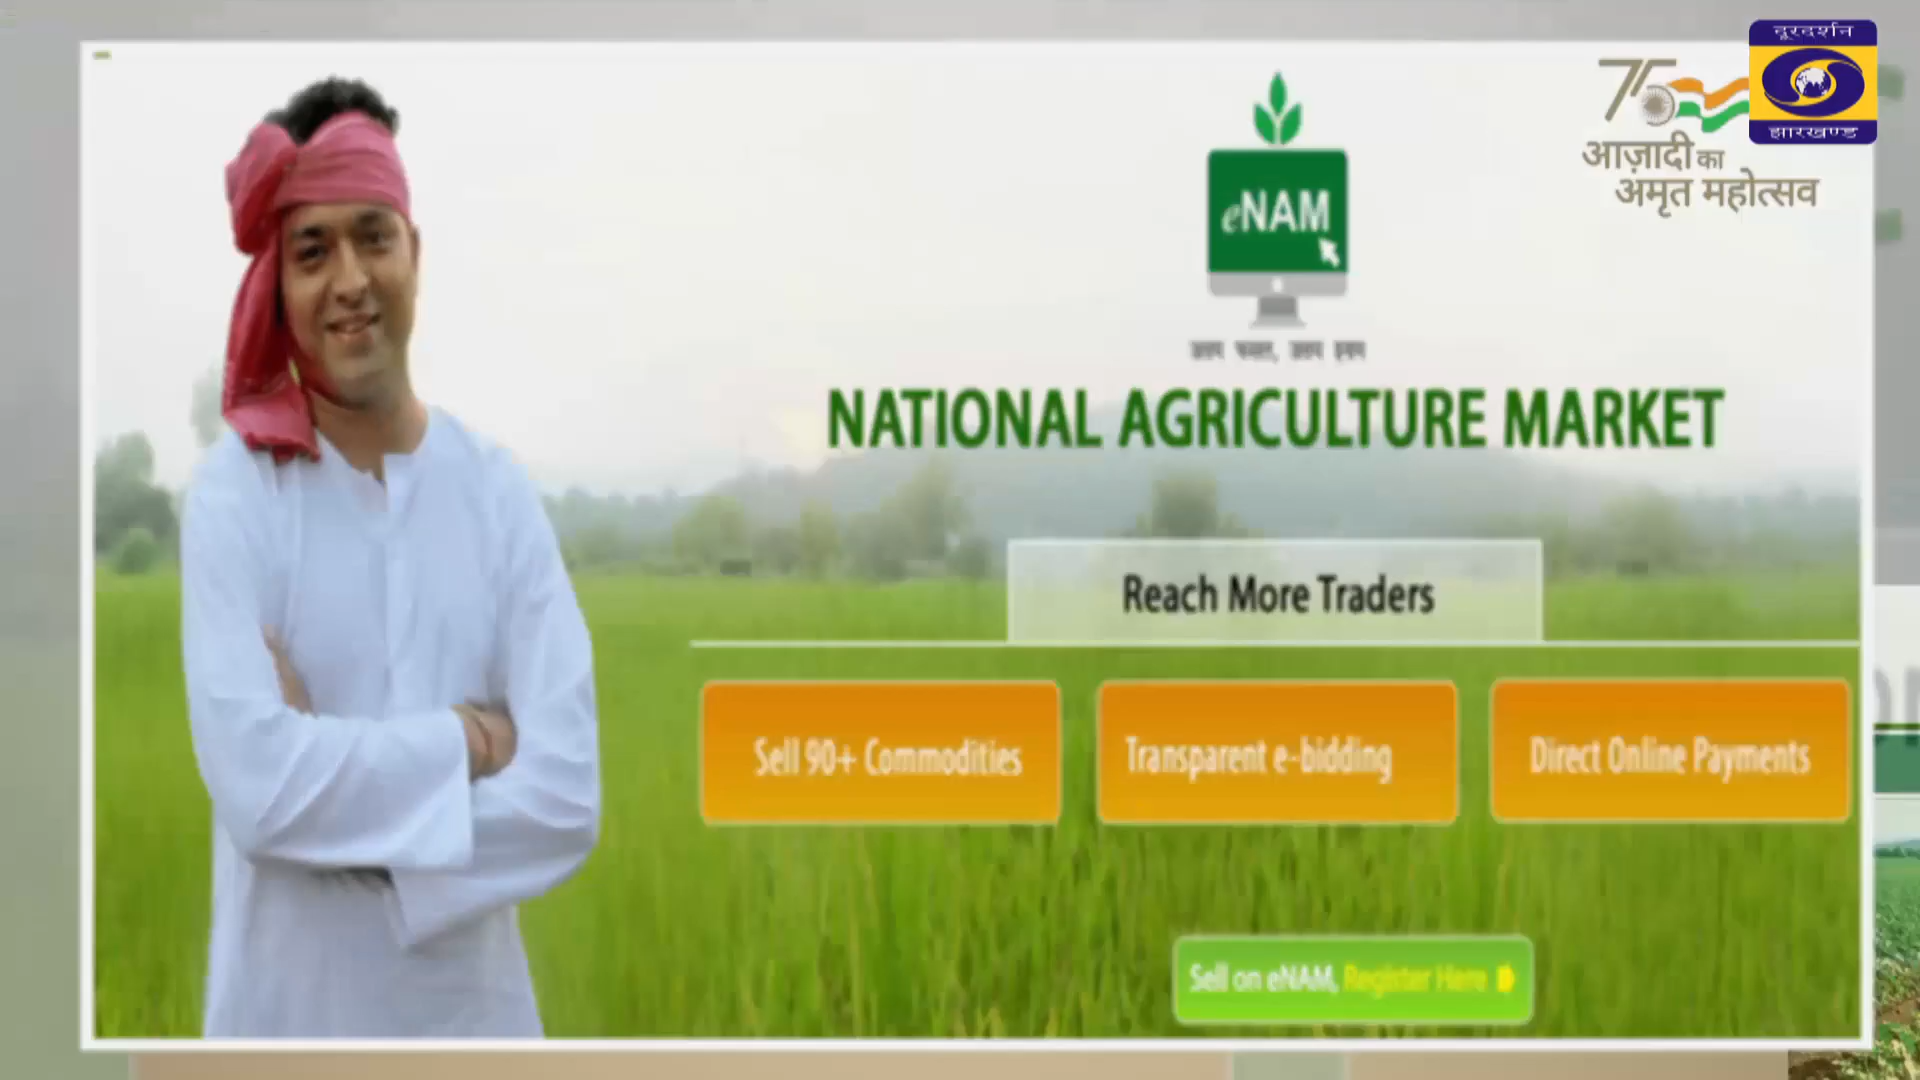 दूरदर्शन
झारखण्ड
75
आज़ादी का
अमृत महोत्सव
eNAM
NATIONAL AGRICULTURE MARKET
Reach More Traders
Sell 90+ Commodities
Transparent e-bidding
Direct Online Payments
Sell on eNAM, Register Here